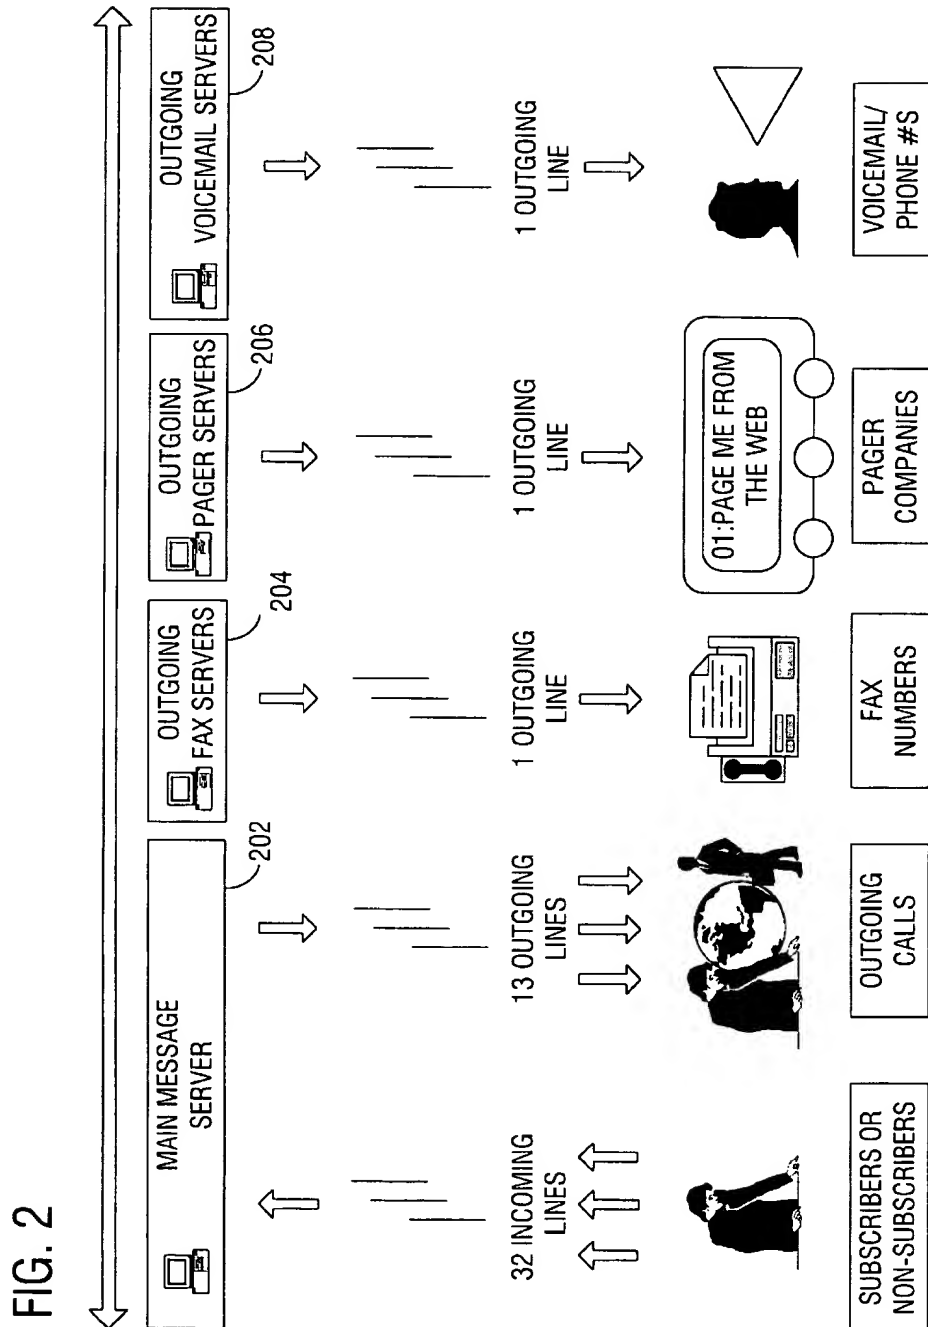 FIG. 2
MAIN MESSAGE
SERVER
202
OUTGOING
FAX SERVERS
204
OUTGOING
PAGER SERVERS
206
OUTGOING
VOICEMAIL SERVERS
208
32 INCOMING
LINES
13 OUTGOING
LINES
1 OUTGOING
LINE
1 OUTGOING
LINE
1 OUTGOING
LINE
01:PAGE ME FROM
THE WEB
SUBSCRIBERS OR
NON-SUBSCRIBERS
OUTGOING
CALLS
FAX
NUMBERS
PAGER
COMPANIES
VOICEMAIL/
PHONE #S